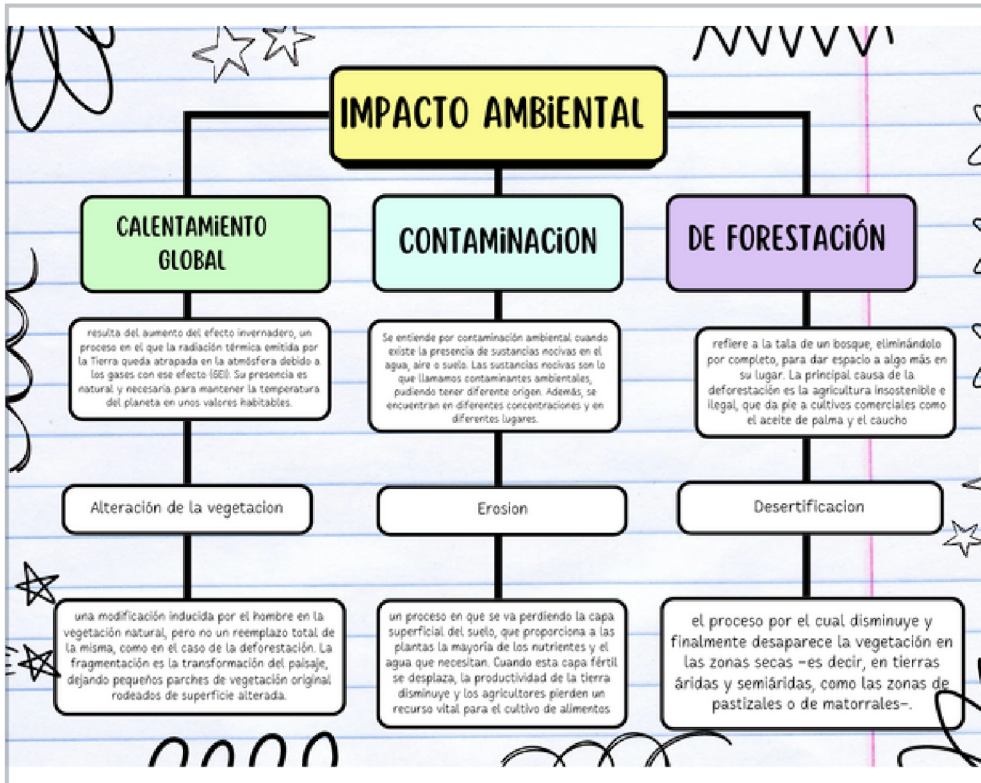 IMPACTO AMBIENTAL
CALENTAMIENTO
GLOBAL
resulta del aumento del efecto invernadero, un
proceso en el que la radiación térmica emitida por
la Tierra queda atrapada en la atmósfera debido a
los gases con ese efecto (GEI). Su presencia es
natural y necesaria para mantener la temperatura
del planeta en unos valores habitables.
Alteración de la vegetacion
una modificación inducida por el hombre en la
vegetación natural, pero no un reemplazo total de
la misma, como en el caso de la deforestación. La
fragmentación es la transformación del paisaje,
dejando pequeños parches de vegetación original
rodeados de superficie alterada.
CONTAMINACION
Se entiende por contaminación ambiental cuando
existe la presencia de sustancias nocivas en el
agua, aire o suelo. Las sustancias nocivas son lo
que llamamos contaminantes ambientales,
pudiendo tener diferente origen. Además, se
encuentran en diferentes concentraciones y en
diferentes lugares.
Erosion
un proceso en que se va perdiendo la capa
superficial del suelo, que proporciona a las
plantas la mayoría de los nutrientes y el
agua que necesitan. Cuando esta capa fértil
se desplaza, la productividad de la tierra
disminuye y los agricultores pierden un
recurso vital para el cultivo de alimentos
DE FORESTACIÓN
refiere a la tala de un bosque, eliminándolo
por completo, para dar espacio a algo más en
su lugar. La principal causa de la
deforestación es la agricultura insostenible e
ilegal, que da pie a cultivos comerciales como
el aceite de palma y el caucho
Desertificacion
el proceso por el cual disminuye y
finalmente desaparece la vegetación en
las zonas secas –es decir, en tierras
áridas y semiáridas, como las zonas de
pastizales o de matorrales–.